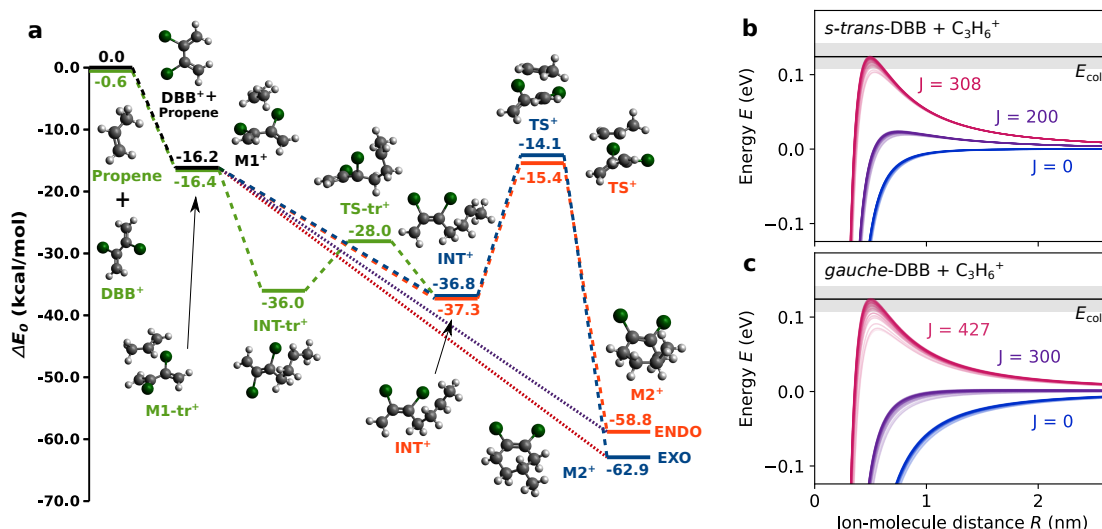 a
ΔE₀ (kcal/mol)
0.0
-10.0
-20.0
-30.0
-40.0
-50.0
-60.0
-70.0
0.0
-0.6
Propene
+
DBB⁺
DBB⁺+
Propene
-16.2
-16.4
M1⁺
M1-tr⁺
-36.0
INT-tr⁺
TS-tr⁺
-28.0
INT⁺
-36.8
-37.3
INT⁺
TS⁺
-14.1
-15.4
TS⁺
M2⁺
-58.8 ENDO
-62.9 EXO
M2⁺
b
s-trans-DBB + C₃H₆⁺
Energy E (eV)
0.1
0.0
−0.1
E_col
J = 308
J = 200
J = 0
c
gauche-DBB + C₃H₆⁺
Energy E (eV)
0.1
0.0
−0.1
E_col
J = 427
J = 300
J = 0
0
1
2
Ion-molecule distance R (nm)